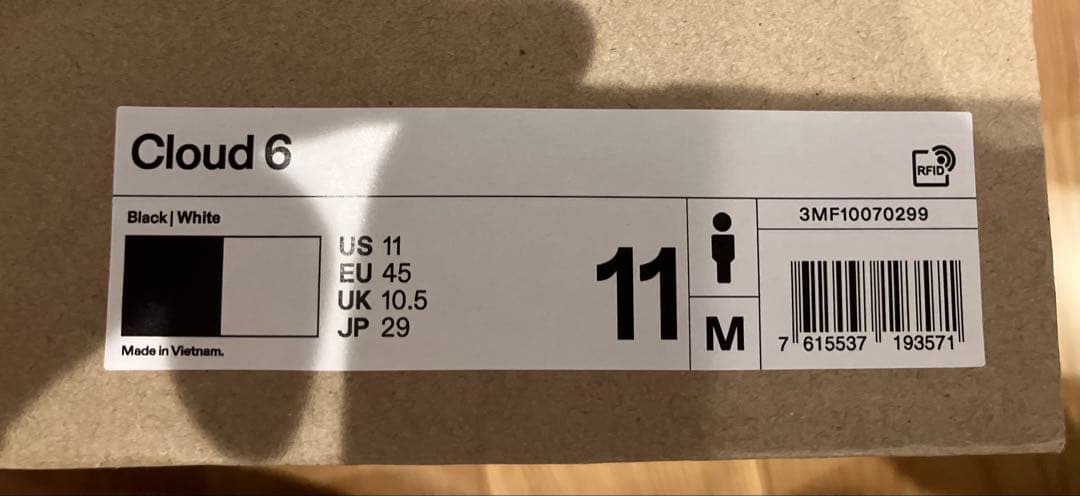 Cloud 6
RFID
Black | White
US 11
EU 45
UK 10.5
JP 29
Made in Vietnam.
11
M
3MF10070299
7 615537 193571